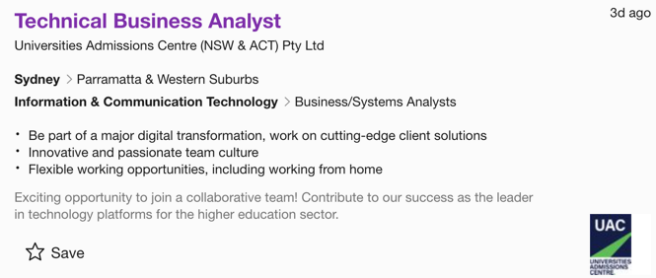 Technical Business Analyst
3d ago
Universities Admissions Centre (NSW & ACT) Pty Ltd
Sydney > Parramatta & Western Suburbs
Information & Communication Technology > Business/Systems Analysts
• Be part of a major digital transformation, work on cutting-edge client solutions
• Innovative and passionate team culture
• Flexible working opportunities, including working from home
Exciting opportunity to join a collaborative team! Contribute to our success as the leader
in technology platforms for the higher education sector.
Save
UAC
UNIVERSITIES
ADMISSIONS
CENTRE